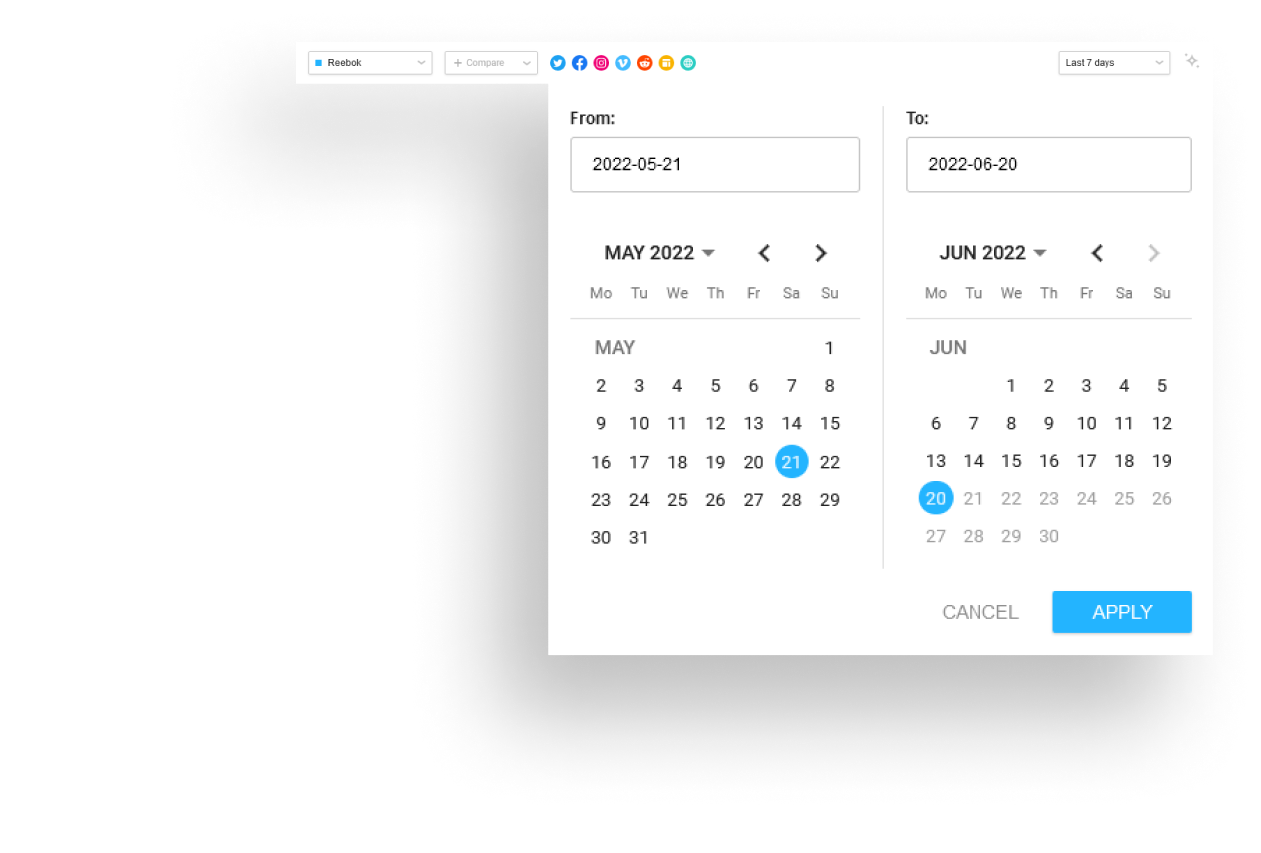 Reebok + Compare Last 7 days
From: To:
2022-05-21 2022-06-20
MAY 2022 JUN 2022
Mo Tu We Th Fr Sa Su Mo Tu We Th Fr Sa Su
MAY 1 JUN
2 3 4 5 6 7 8 1 2 3 4 5
9 10 11 12 13 14 15 6 7 8 9 10 11 12
16 17 18 19 20 21 22 13 14 15 16 17 18 19
23 24 25 26 27 28 29 20 21 22 23 24 25 26
30 31 27 28 29 30
CANCEL APPLY